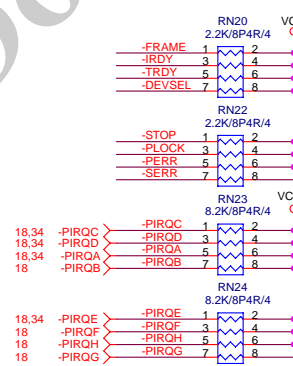 RN20 VC
2.2K/8P4R/4
-FRAME 1 2
-IRDY 3 4
-TRDY 5 6
-DEVSEL 7 8
RN22
2.2K/8P4R/4
-STOP 1 2
-PLOCK 3 4
-PERR 5 6
-SERR 7 8
RN23 VC
8.2K/8P4R/4
18,34 -PIRQC -PIRQC 1 2
18,34 -PIRQD -PIRQD 3 4
18,34 -PIRQA -PIRQA 5 6
18 -PIRQB -PIRQB 7 8
RN24
8.2K/8P4R/4
18,34 -PIRQE -PIRQE 1 2
18 -PIRQF -PIRQF 3 4
18 -PIRQH -PIRQH 5 6
18 -PIRQG -PIRQG 7 8